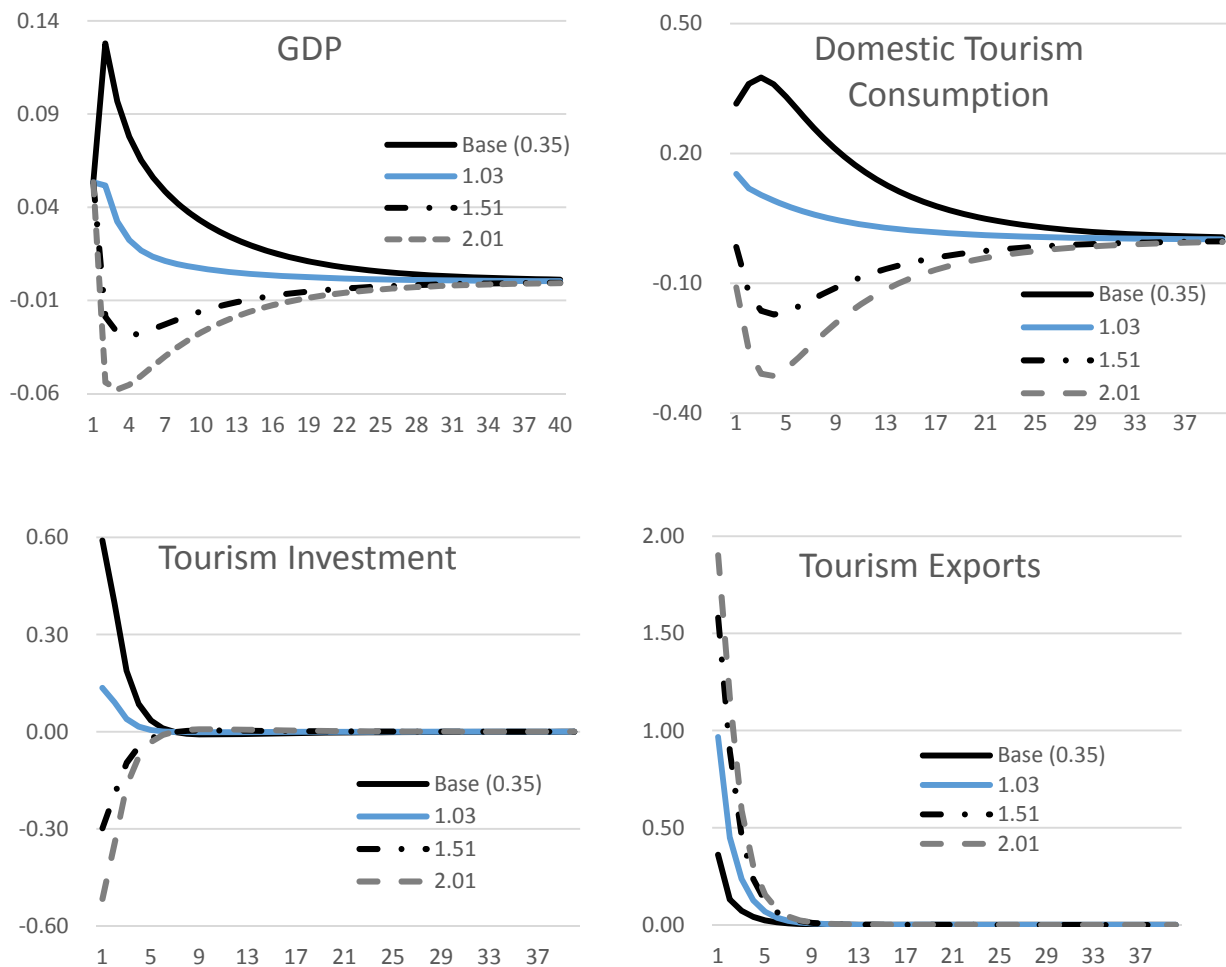 GDP
0.14
0.09
0.04
-0.01
-0.06
Base (0.35)
1.03
1.51
2.01
1 4 7 10 13 16 19 22 25 28 31 34 37 40
Domestic Tourism
Consumption
0.50
0.20
-0.10
-0.40
Base (0.35)
1.03
1.51
2.01
1 5 9 13 17 21 25 29 33 37
Tourism Investment
0.60
0.30
0.00
-0.30
-0.60
Base (0.35)
1.03
1.51
2.01
1 5 9 13 17 21 25 29 33 37
Tourism Exports
2.00
1.50
1.00
0.50
0.00
Base (0.35)
1.03
1.51
2.01
1 5 9 13 17 21 25 29 33 37